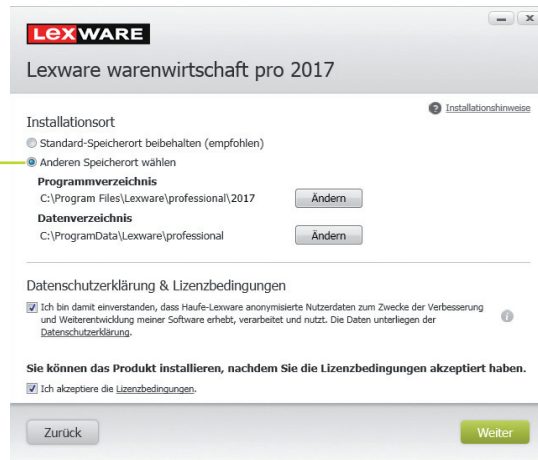 LEXWARE
Lexware warenwirtschaft pro 2017
? Installationshinweise
Installationsort
Standard-Speicherort beibehalten (empfohlen)
Anderen Speicherort wählen
Programmverzeichnis
C:\Program Files\Lexware\professional\2017 Ändern
Datenverzeichnis
C:\ProgramData\Lexware\professional Ändern
Datenschutzerklärung & Lizenzbedingungen
Ich bin damit einverstanden, dass Haufe-Lexware anonymisierte Nutzerdaten zum Zwecke der Verbesserung
und Weiterentwicklung meiner Software erhebt, verarbeitet und nutzt. Die Daten unterliegen der
Datenschutzerklärung.
i
Sie können das Produkt installieren, nachdem Sie die Lizenzbedingungen akzeptiert haben.
Ich akzeptiere die Lizenzbedingungen.
Zurück Weiter